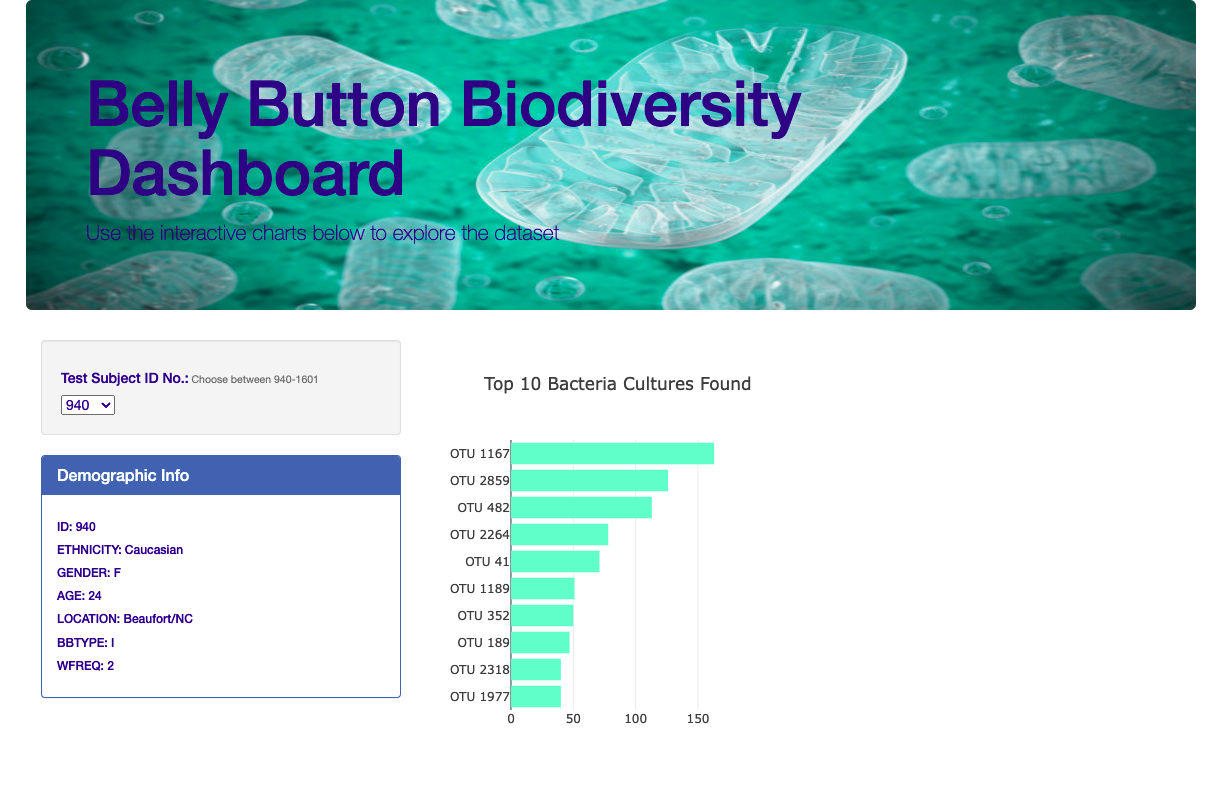 Belly Button Biodiversity
Dashboard
Use the interactive charts below to explore the dataset
Test Subject ID No.: Choose between 940-1601
940
Demographic Info
ID: 940
ETHNICITY: Caucasian
GENDER: F
AGE: 24
LOCATION: Beaufort/NC
BBTYPE: I
WFREQ: 2
Top 10 Bacteria Cultures Found
OTU 1167
OTU 2859
OTU 482
OTU 2264
OTU 41
OTU 1189
OTU 352
OTU 189
OTU 2318
OTU 1977
0 50 100 150